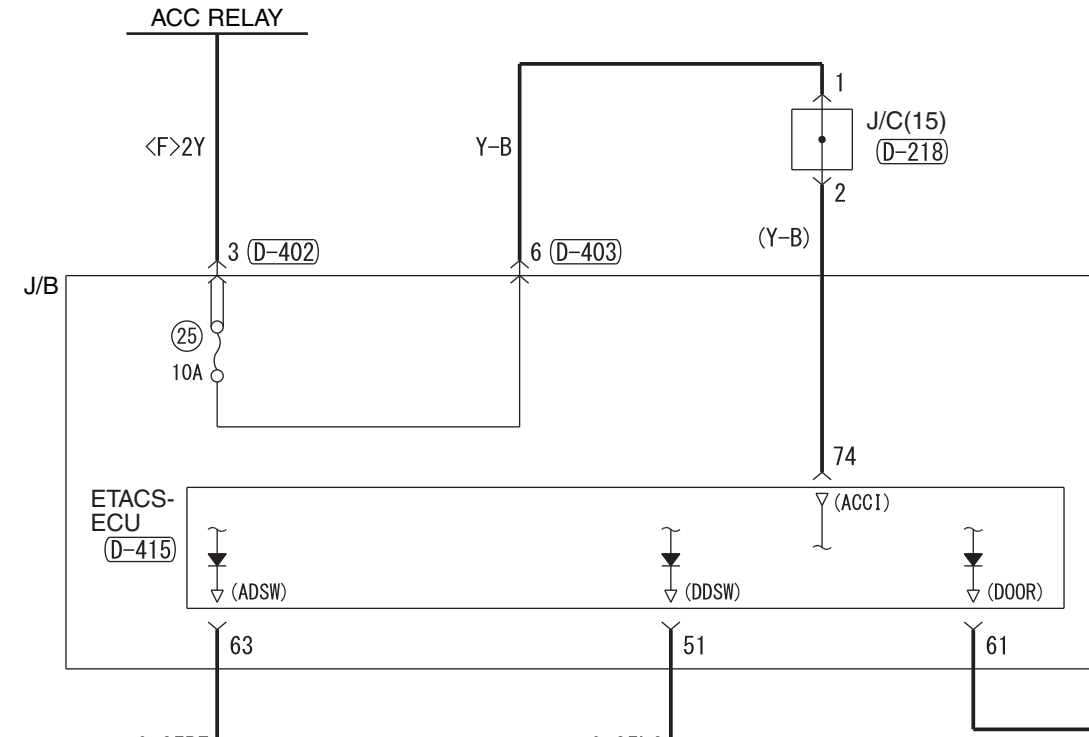 ACC RELAY
1
J/C(15)
(D-218)
<F>2Y
Y-B
2
(Y-B)
3 (D-402)
6 (D-403)
J/B
25
10A
74
ETACS-
ECU
(D-415)
(ACCI)
(ADSW)
(DDSW)
(DOOR)
63
51
61